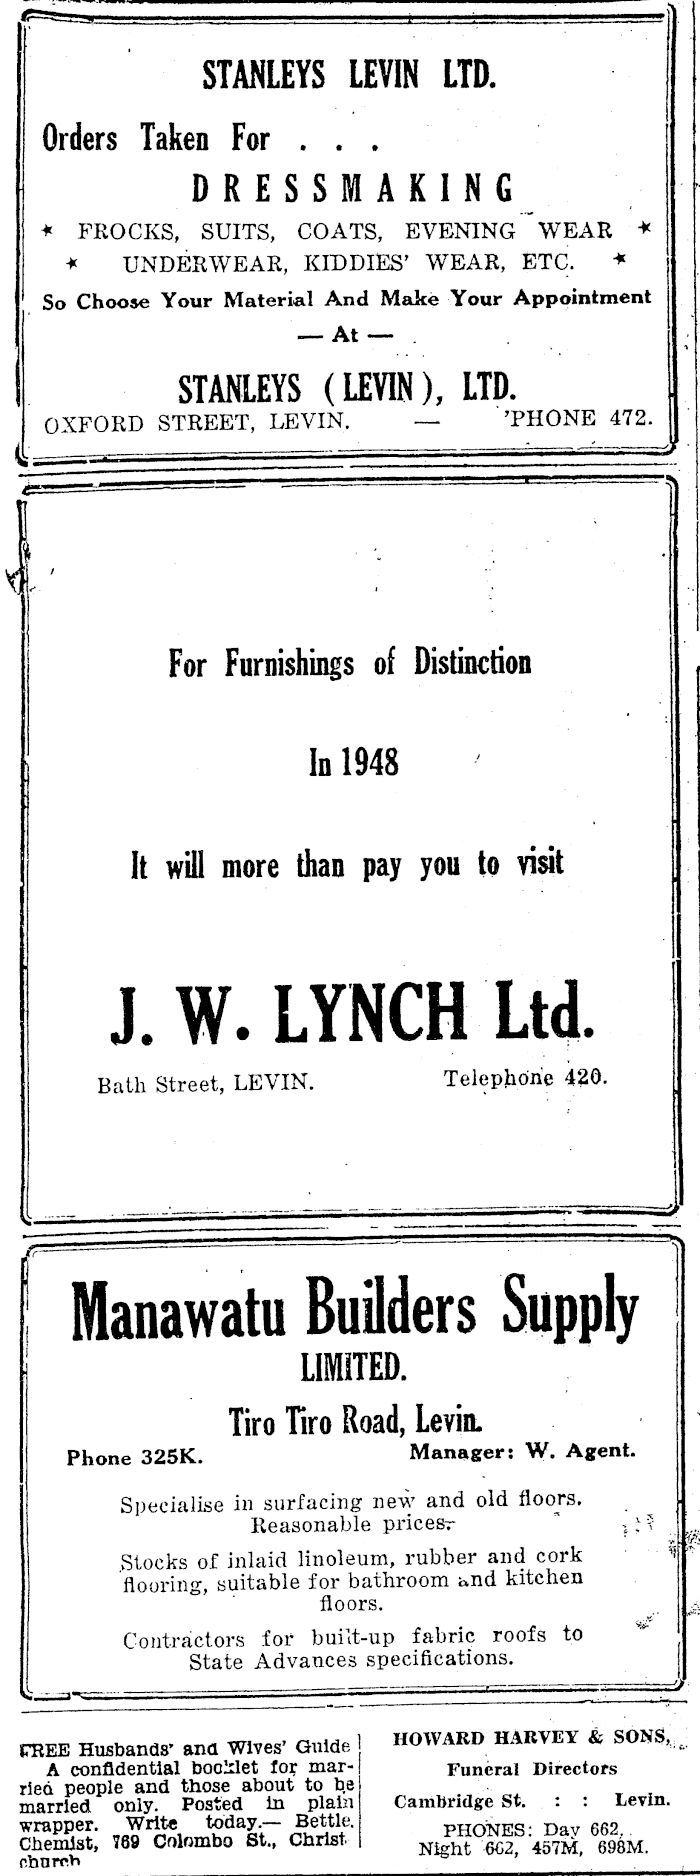 STANLEYS LEVIN LTD.
Orders Taken For . . .
DRESSMAKING
★ FROCKS, SUITS, COATS, EVENING WEAR ★
★ UNDERWEAR, KIDDIES' WEAR, ETC. ★
So Choose Your Material And Make Your Appointment
— At —
STANLEYS (LEVIN), LTD.
OXFORD STREET, LEVIN. — 'PHONE 472.
For Furnishings of Distinction
In 1948
It will more than pay you to visit
J. W. LYNCH Ltd.
Bath Street, LEVIN. Telephone 420.
Manawatu Builders Supply
LIMITED.
Tiro Tiro Road, Levin.
Phone 325K. Manager: W. Agent.
Specialise in surfacing new and old floors.
Reasonable prices.
Stocks of inlaid linoleum, rubber and cork
flooring, suitable for bathroom and kitchen
floors.
Contractors for built-up fabric roofs to
State Advances specifications.
FREE Husbands' and Wives' Guide
A confidential booklet for mar-
ried people and those about to be
married only. Posted in plain
wrapper. Write today.— Bettle,
Chemist, 769 Colombo St., Christ
church
HOWARD HARVEY & SONS,
Funeral Directors
Cambridge St. : : Levin.
PHONES: Day 662,
Night 662, 457M, 698M.